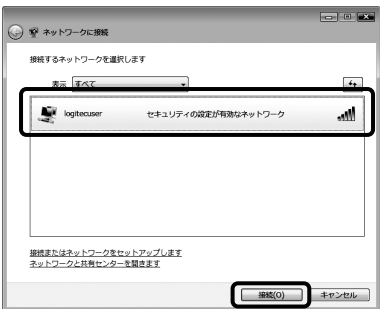 ネットワークに接続
接続するネットワークを選択します
表示 すべて
logitecuser セキュリティの設定が有効なネットワーク
接続またはネットワークをセットアップします
ネットワークと共有センターを開きます
接続(O) キャンセル